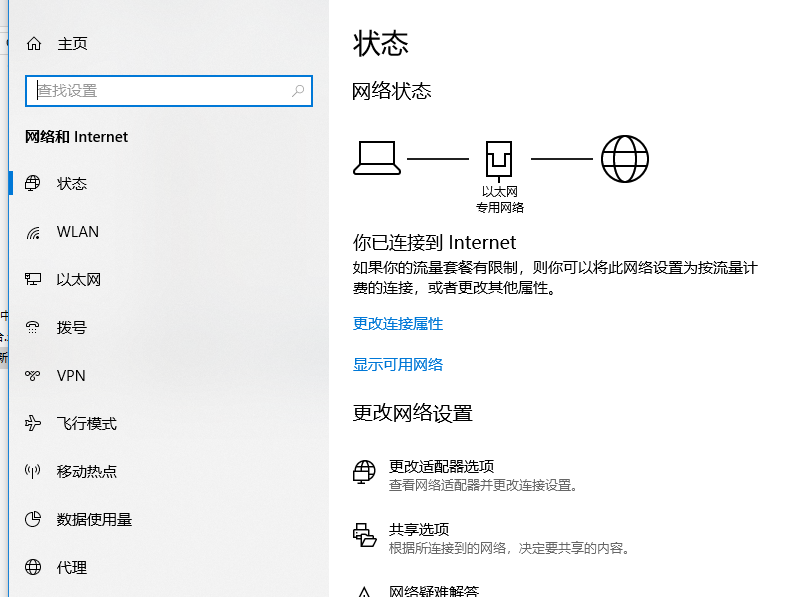 主页
查找设置
网络和 Internet
状态
WLAN
以太网
拨号
VPN
飞行模式
移动热点
数据使用量
代理
状态
网络状态
以太网
专用网络
你已连接到 Internet
如果你的流量套餐有限制，则你可以将此网络设置为按流量计
费的连接，或者更改其他属性。
更改连接属性
显示可用网络
更改网络设置
更改适配器选项
查看网络适配器并更改连接设置。
共享选项
根据所连接到的网络，决定要共享的内容。
网络疑难解答